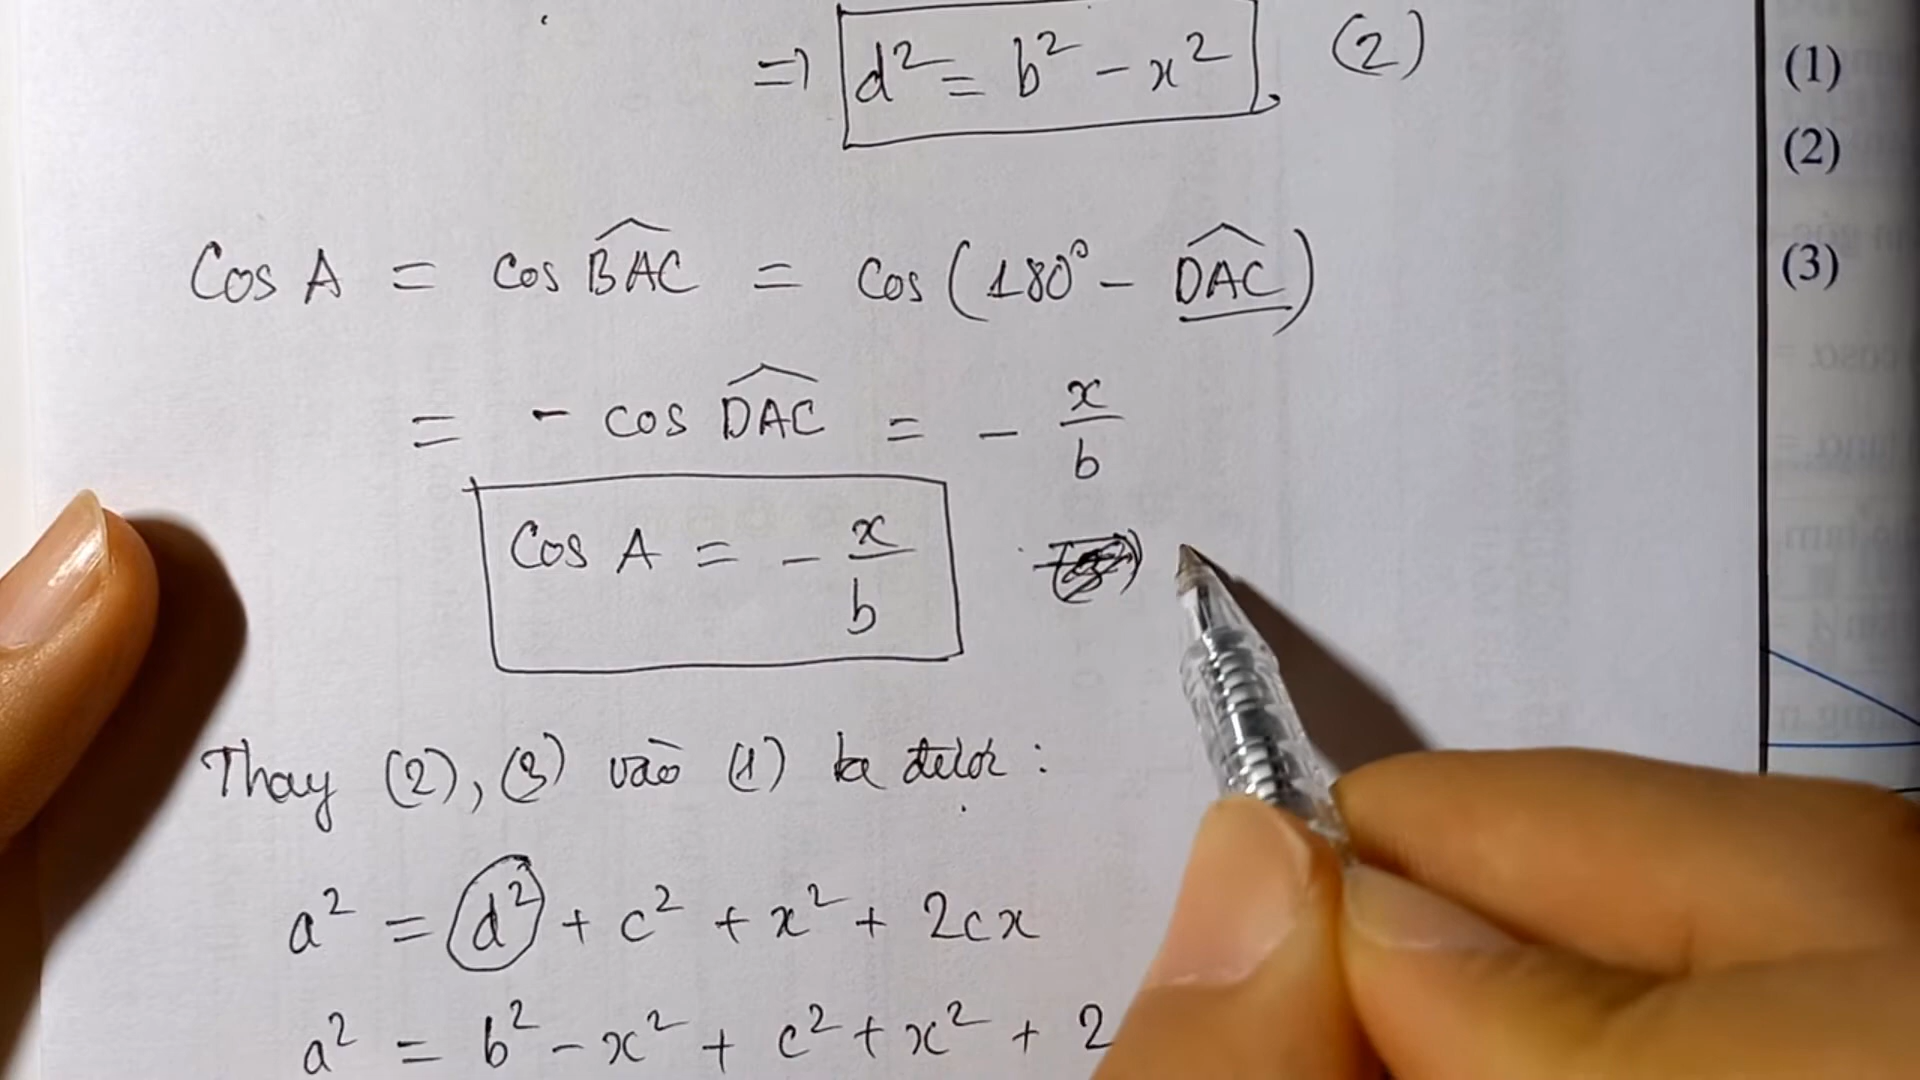 => d² = b² - x². (2)
Cos A = cos BAC = cos (180° - DAC)
= - cos DAC = - x/b
Cos A = - x/b
Thay (2), (3) vào (1) ta được :
a² = d² + c² + x² + 2cx
a² = b² - x² + c² + x² + 2
(1)
(2)
(3)